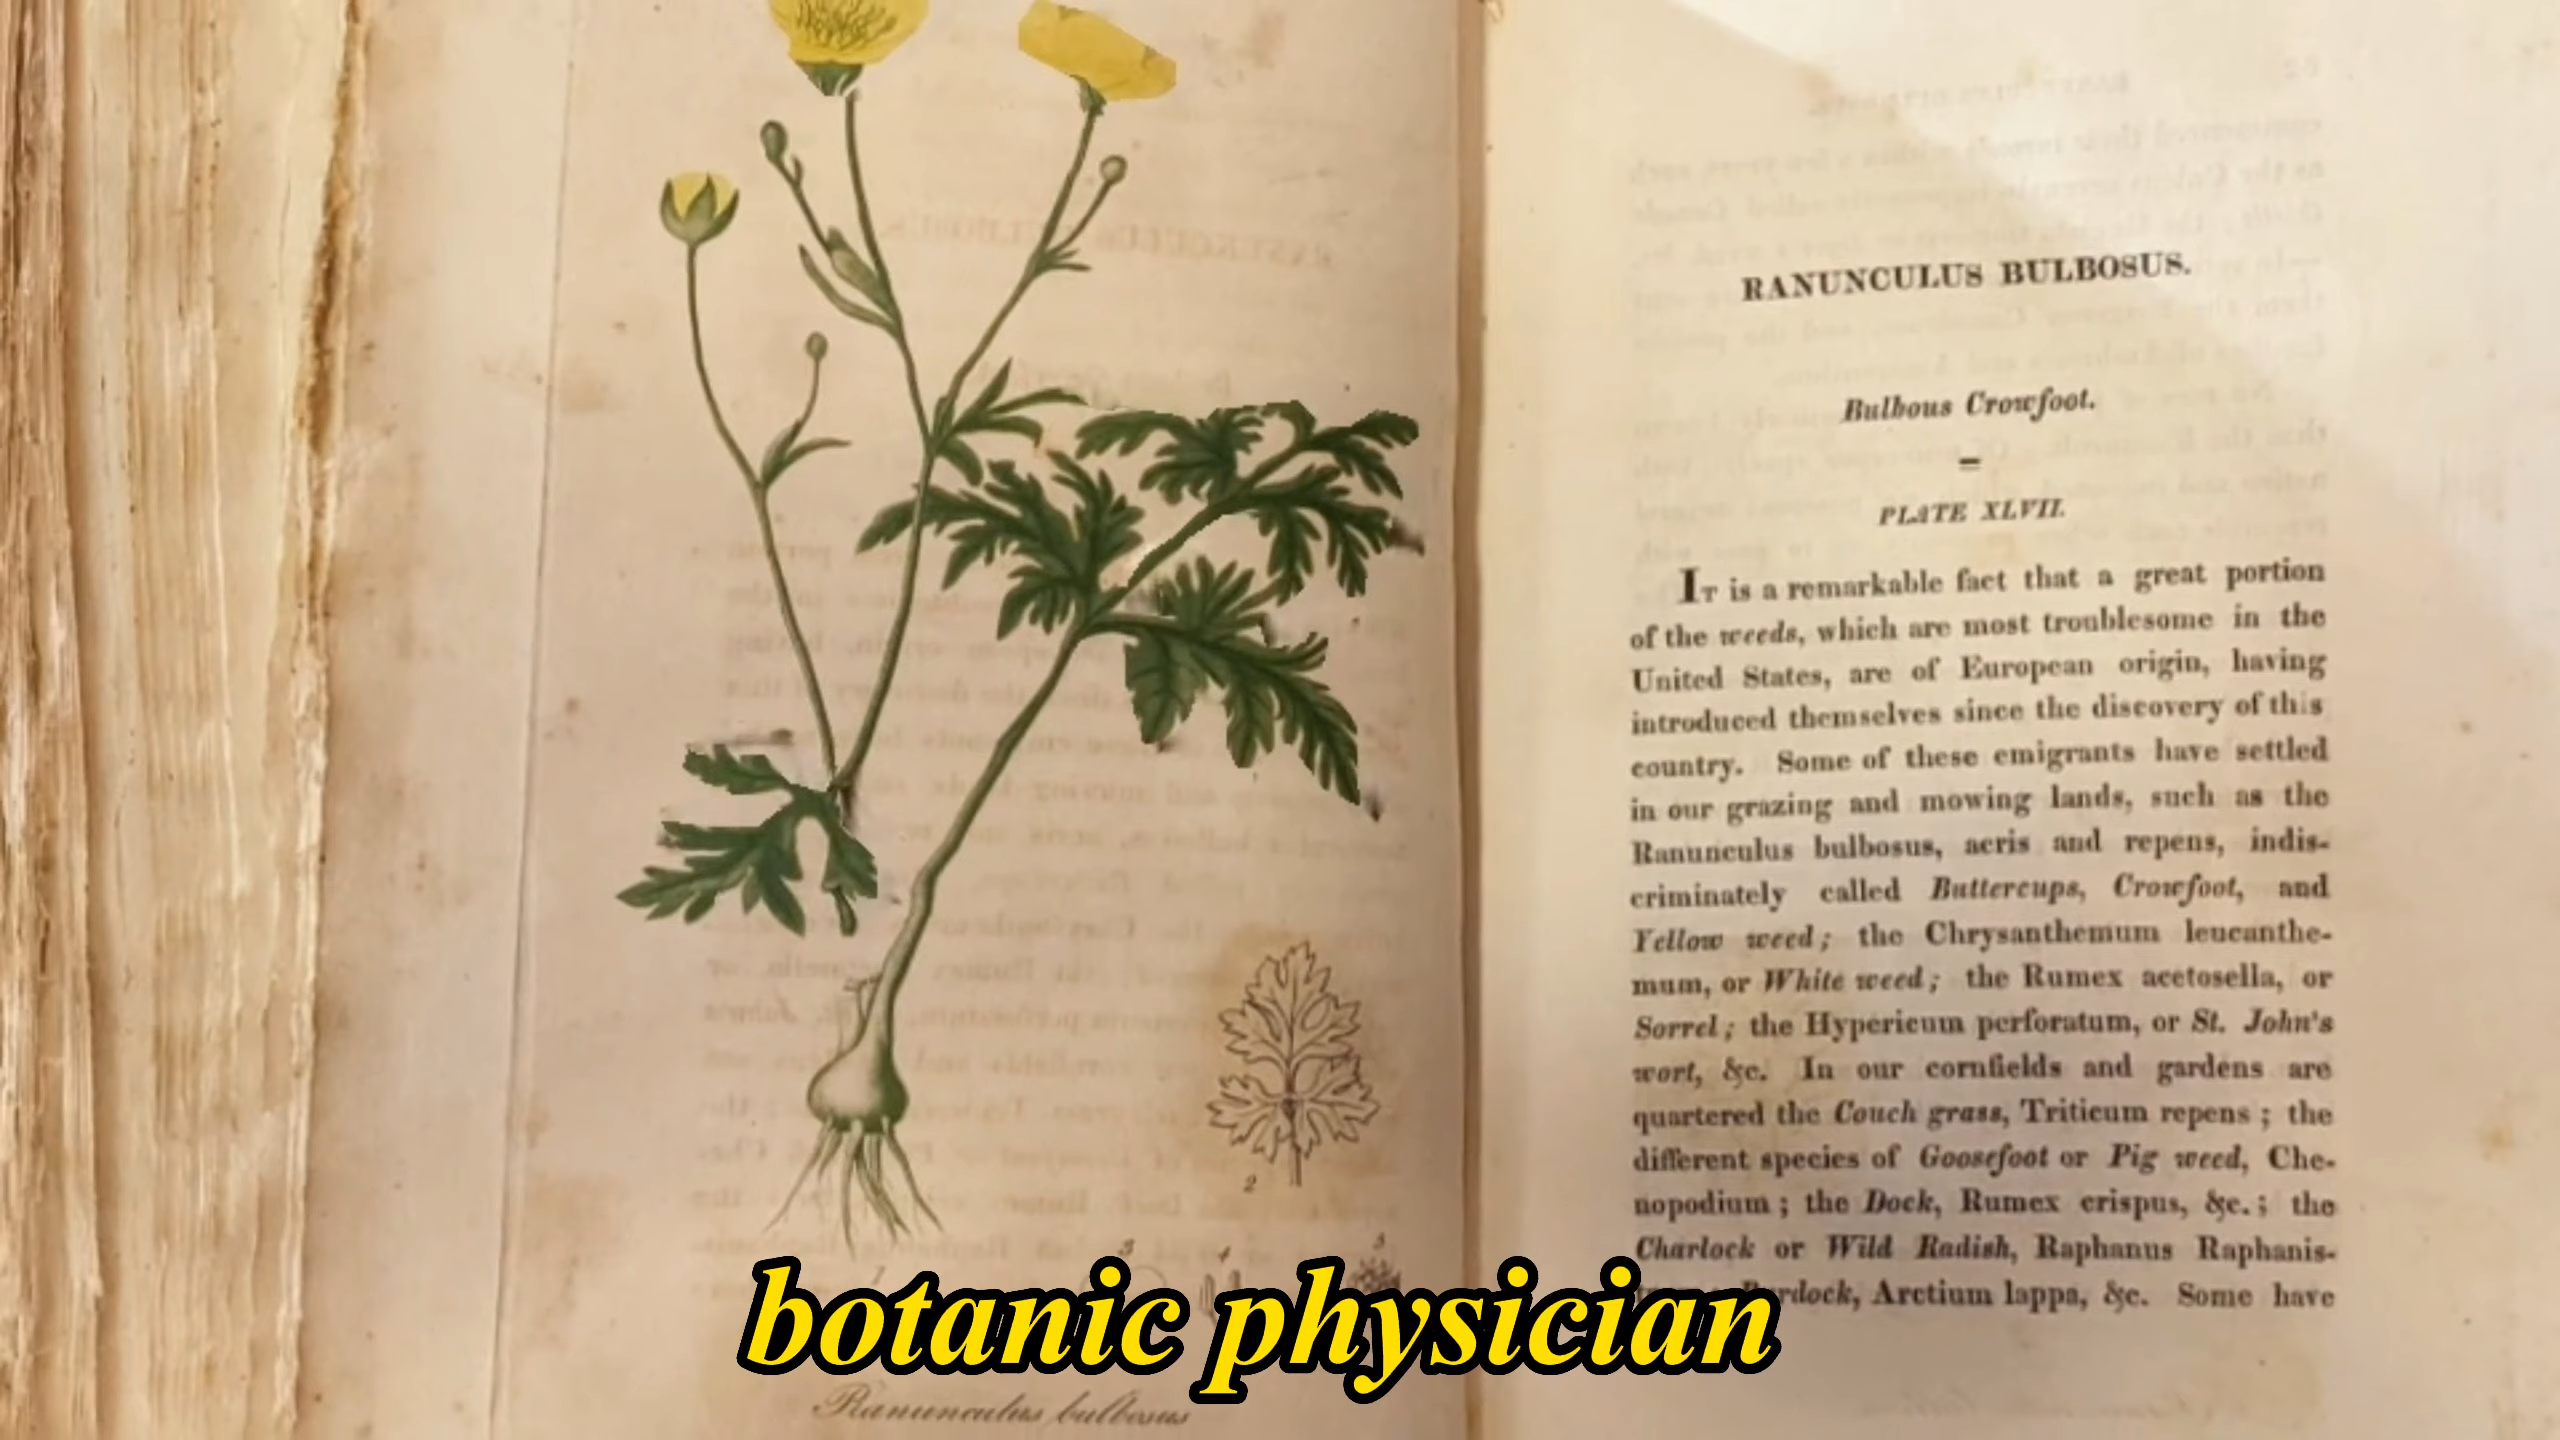 RANUNCULUS BULBOSUS.
Bulbous Crowfoot.
PLATE XLVII.
It is a remarkable fact that a great portion
of the weeds, which are most troublesome in the
United States, are of European origin, having
introduced themselves since the discovery of this
country. Some of these emigrants have settled
in our grazing and mowing lands, such as the
Ranunculus bulbosus, acris and repens, indis-
criminately called Buttercups, Crowfoot, and
Yellow weed; the Chrysanthemum leucanthe-
mum, or White weed; the Rumex acetosella, or
Sorrel; the Hypericum perforatum, or St. John's
wort, &c. In our cornfields and gardens are
quartered the Couch grass, Triticum repens; the
different species of Goosefoot or Pig weed, Che-
nopodium; the Dock, Rumex crispus, &c.; the
Charlock or Wild Radish, Raphanus Raphanis-
Arctium lappa, &c. Some have
2
3
4
5
1
botanic physician
Ranunculus bulbosus